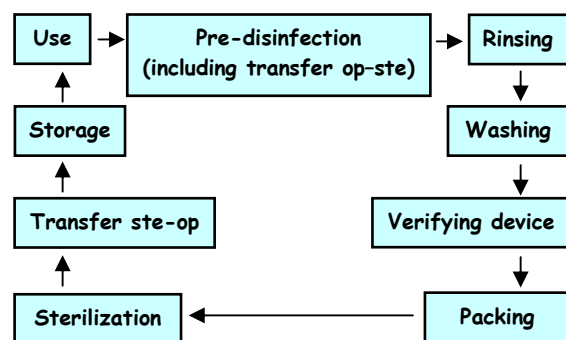 Use
Pre-disinfection
(including transfer op-ste)
Rinsing
Storage
Washing
Transfer ste-op
Verifying device
Sterilization
Packing